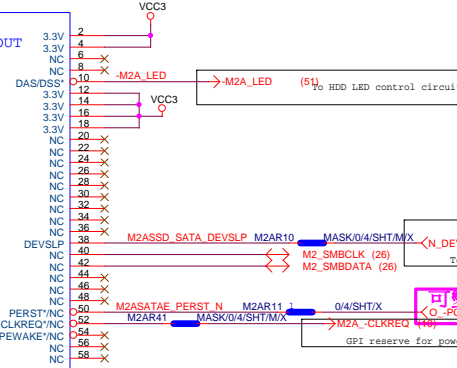 VCC3
OUT
3.3V 2
3.3V 4
NC 6
NC 8
DAS/DSS* 10 -M2A_LED -M2A_LED (51) To HDD LED control circui
3.3V 12
3.3V 14 VCC3
3.3V 16
3.3V 18
NC 20
NC 22
NC 24
NC 26
NC 28
NC 30
NC 32
NC 34
NC 36
DEVSLP 38 M2ASSD_SATA_DEVSLP M2AR10 MASK/0/4/SHT/M/X N_DE
NC 40 M2_SMBCLK (26)
NC 42 M2_SMBDATA (26)
NC 44
NC 46
NC 48
PERST*/NC 50 M2ASATAE_PERST_N M2AR11 1 0/4/SHT/X O_-P
CLKREQ*/NC 52 M2AR41 MASK/0/4/SHT/M/X M2A_-CLKREQ
PEWAKE*/NC 54
NC 56 GPI reserve for pow
NC 58